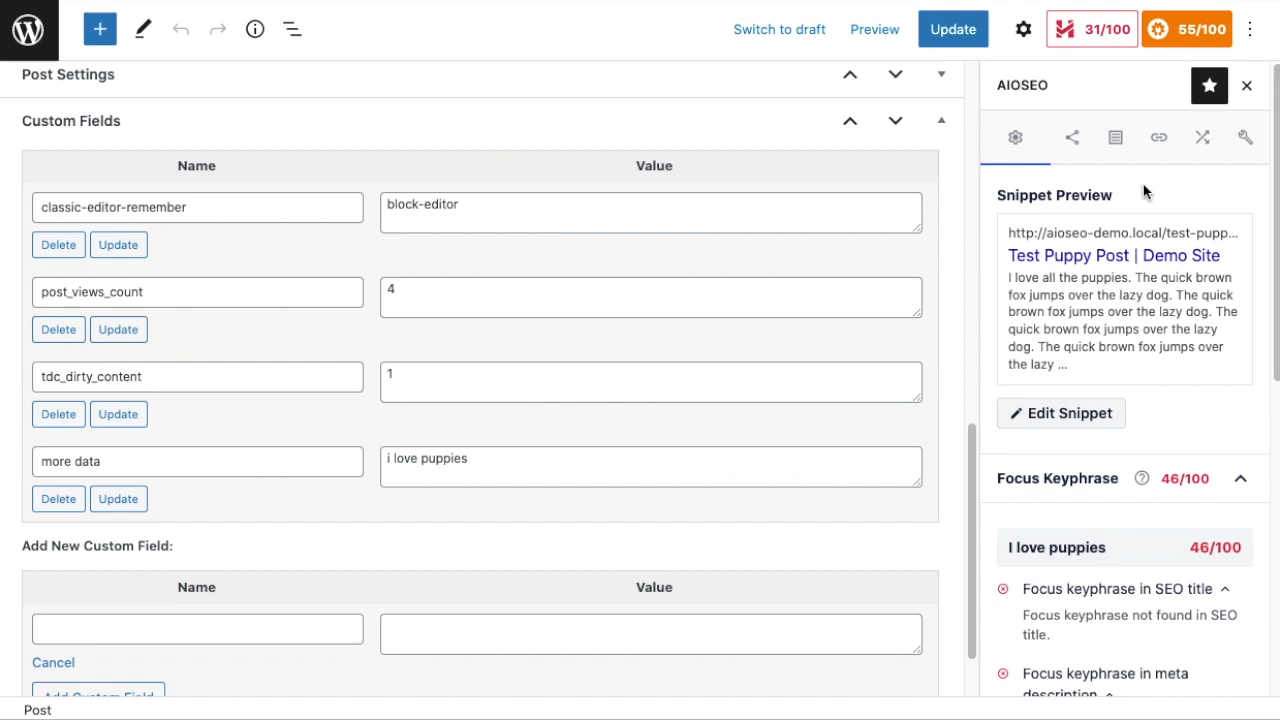 Switch to draft
Preview
Update
31/100
55/100
Post Settings
Custom Fields
Name
Value
classic-editor-remember
block-editor
Delete
Update
post_views_count
4
Delete
Update
tdc_dirty_content
1
Delete
Update
more data
i love puppies
Delete
Update
Add New Custom Field:
Name
Value
Cancel
Add Custom Field
Post
AIOSEO
Snippet Preview
http://aioseo-demo.local/test-pupp...
Test Puppy Post | Demo Site
I love all the puppies. The quick brown
fox jumps over the lazy dog. The quick
brown fox jumps over the lazy dog. The
quick brown fox jumps over the lazy
dog. The quick brown fox jumps over
the lazy ...
Edit Snippet
Focus Keyphrase
46/100
I love puppies
46/100
Focus keyphrase in SEO title
Focus keyphrase not found in SEO
title.
Focus keyphrase in meta
description